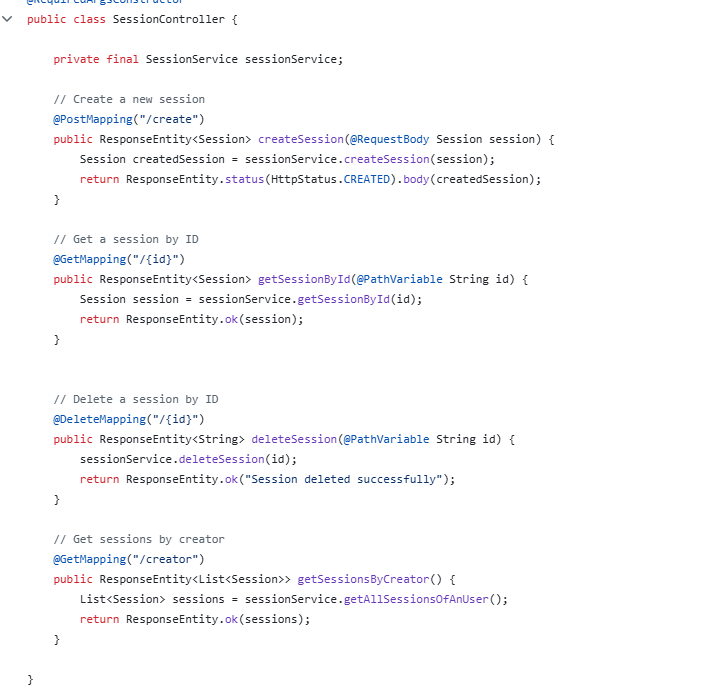 @RequiredArgsConstructor
public class SessionController {
private final SessionService sessionService;
// Create a new session
@PostMapping("/create")
public ResponseEntity<Session> createSession(@RequestBody Session session) {
Session createdSession = sessionService.createSession(session);
return ResponseEntity.status(HttpStatus.CREATED).body(createdSession);
}
// Get a session by ID
@GetMapping("/{id}")
public ResponseEntity<Session> getSessionById(@PathVariable String id) {
Session session = sessionService.getSessionById(id);
return ResponseEntity.ok(session);
}
// Delete a session by ID
@DeleteMapping("/{id}")
public ResponseEntity<String> deleteSession(@PathVariable String id) {
sessionService.deleteSession(id);
return ResponseEntity.ok("Session deleted successfully");
}
// Get sessions by creator
@GetMapping("/creator")
public ResponseEntity<List<Session>> getSessionsByCreator() {
List<Session> sessions = sessionService.getAllSessionsOfAnUser();
return ResponseEntity.ok(sessions);
}
}